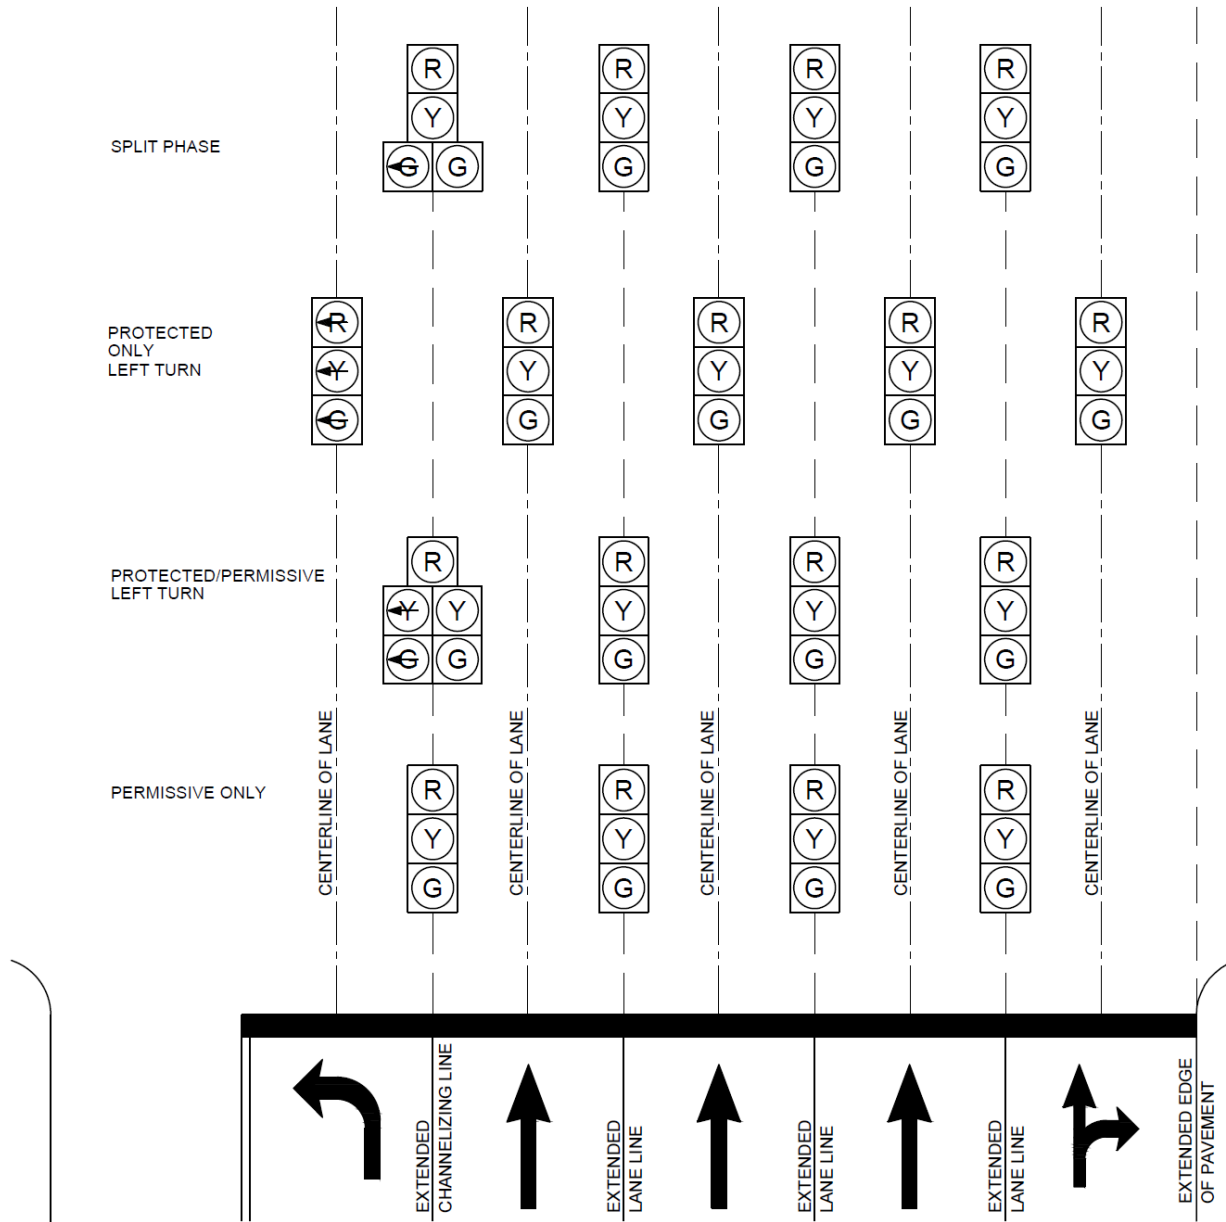 R R R R
Y Y Y Y
SPLIT PHASE
G G G G G
R R R R R
PROTECTED
ONLY
LEFT TURN
Y Y Y Y Y
G G G G G
R R R R
PROTECTED/PERMISSIVE
LEFT TURN
Y Y Y Y Y
G G G G G
CENTERLINE OF LANE
CENTERLINE OF LANE
CENTERLINE OF LANE
CENTERLINE OF LANE
CENTERLINE OF LANE
PERMISSIVE ONLY
R R R R
Y Y Y Y
G G G G
EXTENDED
CHANNELIZING LINE
EXTENDED
LANE LINE
EXTENDED
LANE LINE
EXTENDED
LANE LINE
EXTENDED EDGE
OF PAVEMENT